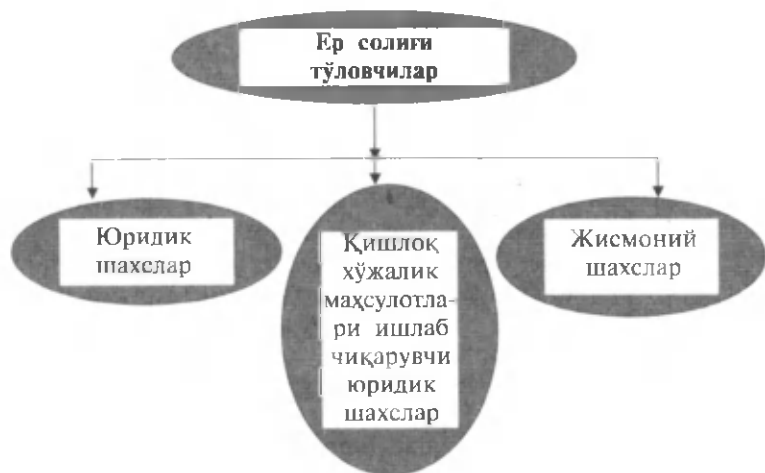 Ер солиғи
тўловчилар
Юридик
шахслар
Қишлоқ
хўжалик
маҳсулотла-
ри ишлаб
чиқарувчи
юридик
шахслар
Жисмоний
шахслар